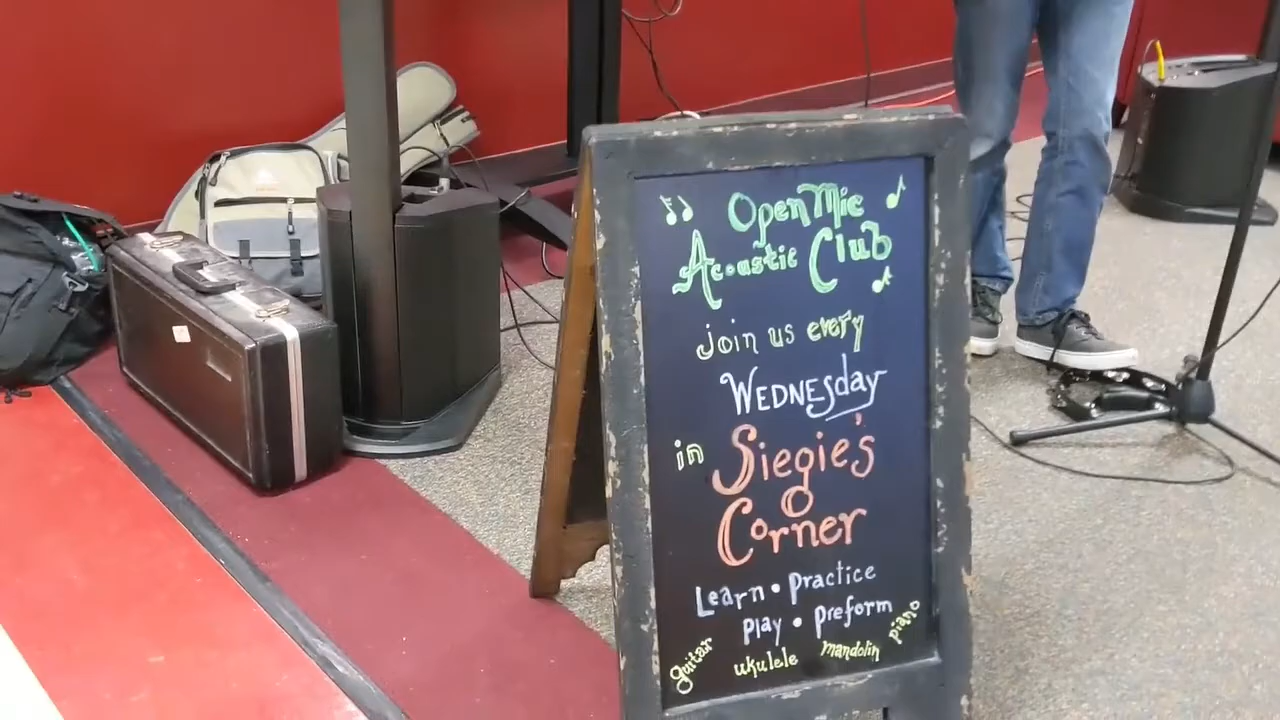 Open Mic
Acoustic Club
join us every
WEDNESday
in Siegie's
Corner
Learn • Practice
Play • Preform
guitar ukulele mandolin piano